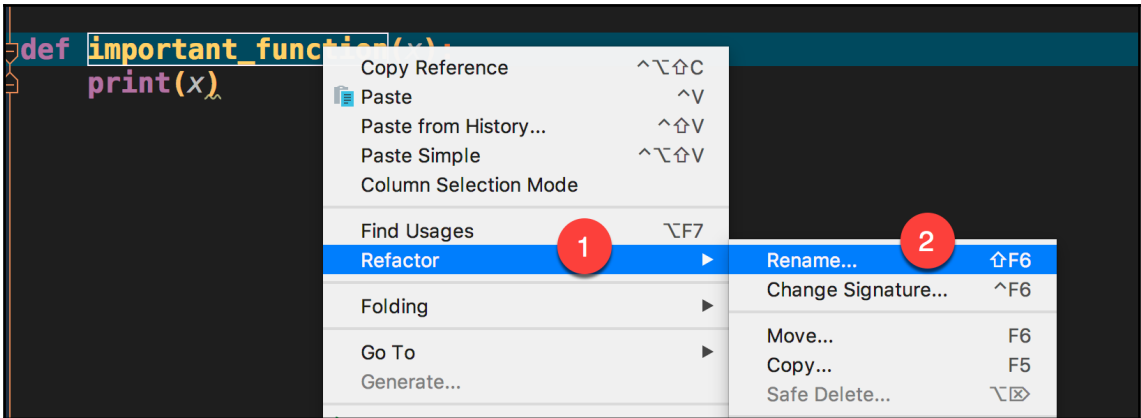 def important_function(x):
print(x)
Copy Reference ⌃⌥⇧C
Paste ⌃V
Paste from History... ⌃⇧V
Paste Simple ⌃⌥⇧V
Column Selection Mode
Find Usages ⌥F7
1
Refactor
2
Rename... ⇧F6
Change Signature... ⌃F6
Folding
Move... F6
Go To
Copy... F5
Generate...
Safe Delete... ⌥⌦